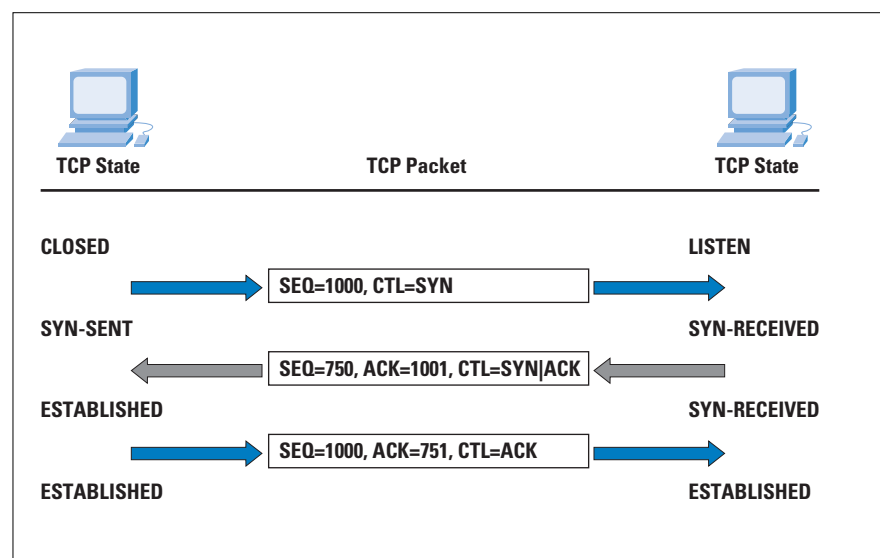 TCP State TCP Packet TCP State
CLOSED LISTEN
SEQ=1000, CTL=SYN
SYN-SENT SYN-RECEIVED
SEQ=750, ACK=1001, CTL=SYN|ACK
ESTABLISHED SYN-RECEIVED
SEQ=1000, ACK=751, CTL=ACK
ESTABLISHED ESTABLISHED